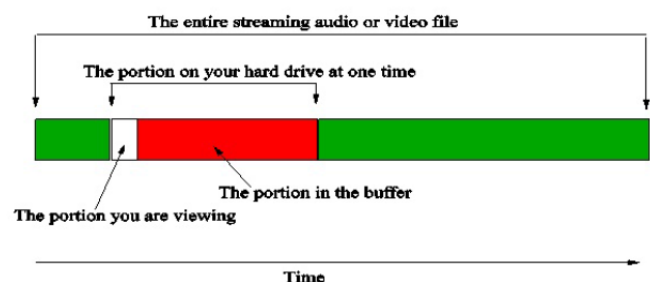 The entire streaming audio or video file
The portion on your hard drive at one time
The portion in the buffer
The portion you are viewing
Time